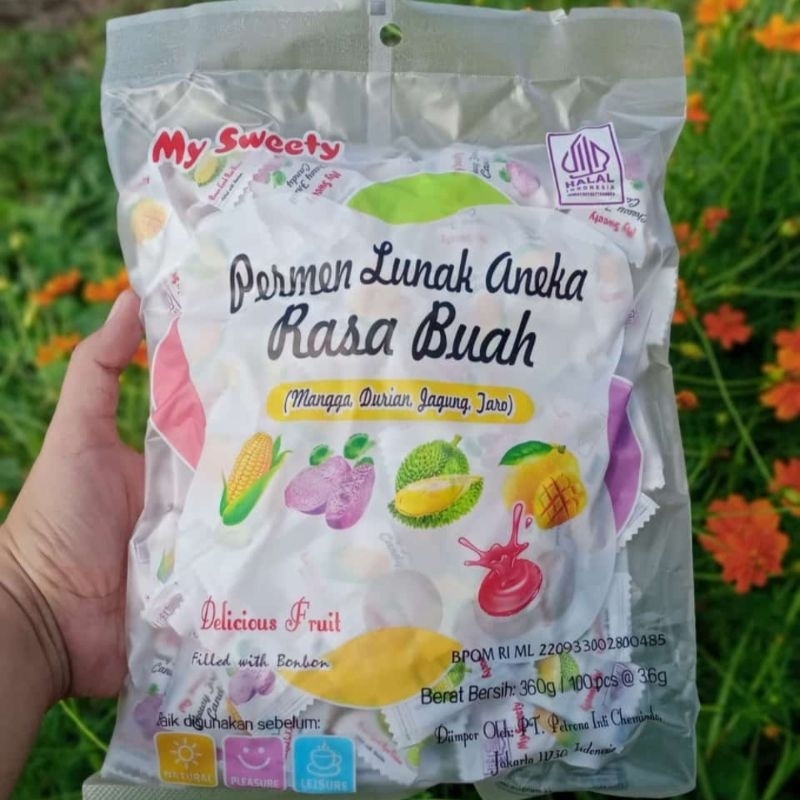 My Sweety
HALAL
INDONESIA
Permen Lunak Aneka
Rasa Buah
(Mangga, Durian, Jagung, Taro)
Delicious Fruit
Filled with Bonbon
BPOM RI ML 220933002800485
Berat Bersih: 360g / 100 pcs @ 3.6g
Diimpor Oleh: PT. Petrona Inti Chemindo,
Jakarta 11730 Indonesia
aik digunakan sebelum:
NATURAL
PLEASURE
LEISURE